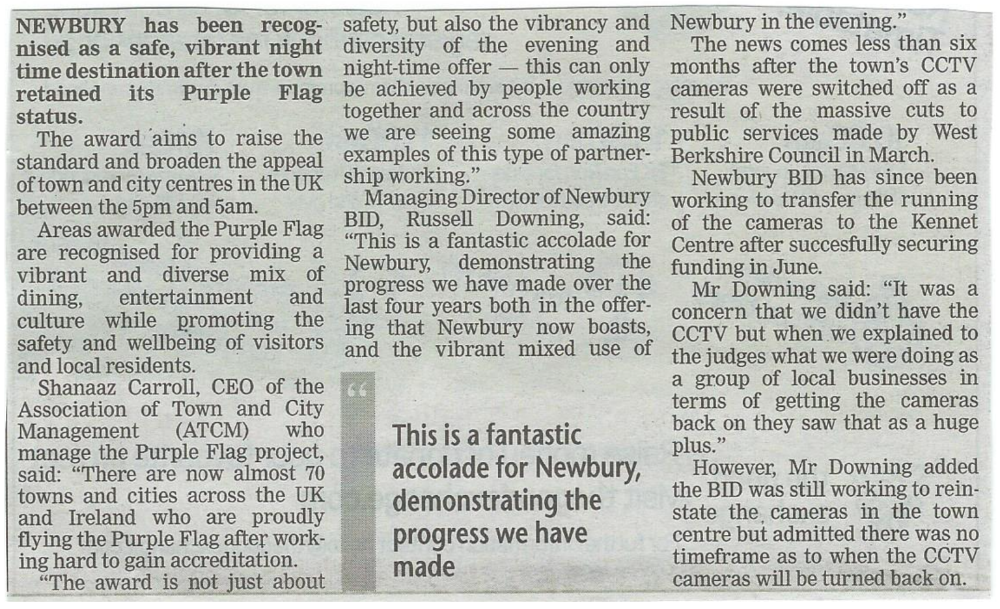 NEWBURY has been recog-
nised as a safe, vibrant night
time destination after the town
retained its Purple Flag
status.
The award aims to raise the
standard and broaden the appeal
of town and city centres in the UK
between the 5pm and 5am.
Areas awarded the Purple Flag
are recognised for providing a
vibrant and diverse mix of
dining, entertainment and
culture while promoting the
safety and wellbeing of visitors
and local residents.
Shanaaz Carroll, CEO of the
Association of Town and City
Management (ATCM) who
manage the Purple Flag project,
said: “There are now almost 70
towns and cities across the UK
and Ireland who are proudly
flying the Purple Flag after work-
ing hard to gain accreditation.
“The award is not just about
safety, but also the vibrancy and
diversity of the evening and
night-time offer — this can only
be achieved by people working
together and across the country
we are seeing some amazing
examples of this type of partner-
ship working.”
Managing Director of Newbury
BID, Russell Downing, said:
“This is a fantastic accolade for
Newbury, demonstrating the
progress we have made over the
last four years both in the offer-
ing that Newbury now boasts,
and the vibrant mixed use of
“
This is a fantastic
accolade for Newbury,
demonstrating the
progress we have
made
Newbury in the evening.”
The news comes less than six
months after the town’s CCTV
cameras were switched off as a
result of the massive cuts to
public services made by West
Berkshire Council in March.
Newbury BID has since been
working to transfer the running
of the cameras to the Kennet
Centre after succesfully securing
funding in June.
Mr Downing said: “It was a
concern that we didn’t have the
CCTV but when we explained to
the judges what we were doing as
a group of local businesses in
terms of getting the cameras
back on they saw that as a huge
plus.”
However, Mr Downing added
the BID was still working to rein-
state the cameras in the town
centre but admitted there was no
timeframe as to when the CCTV
cameras will be turned back on.